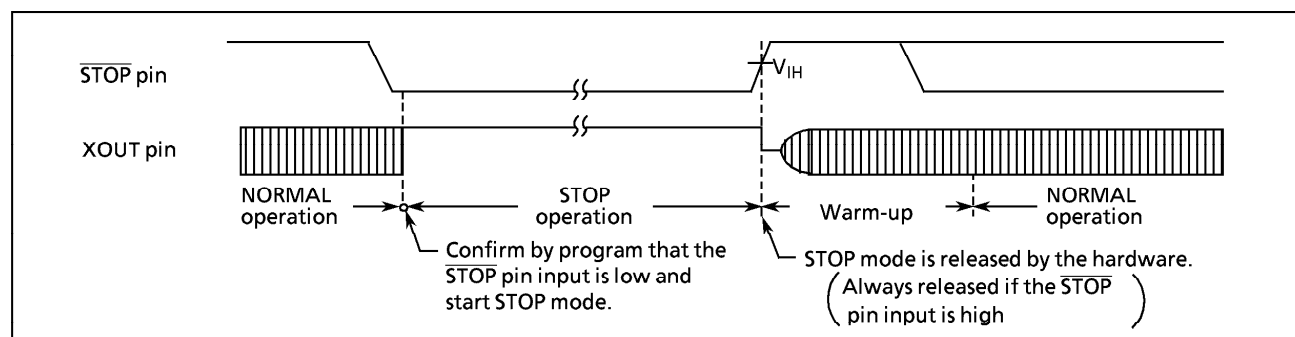 STOP pin
VIH
XOUT pin
NORMAL
operation
STOP
operation
Warm-up
NORMAL
operation
Confirm by program that the
STOP pin input is low and
start STOP mode.
STOP mode is released by the hardware.
(Always released if the STOP
pin input is high)